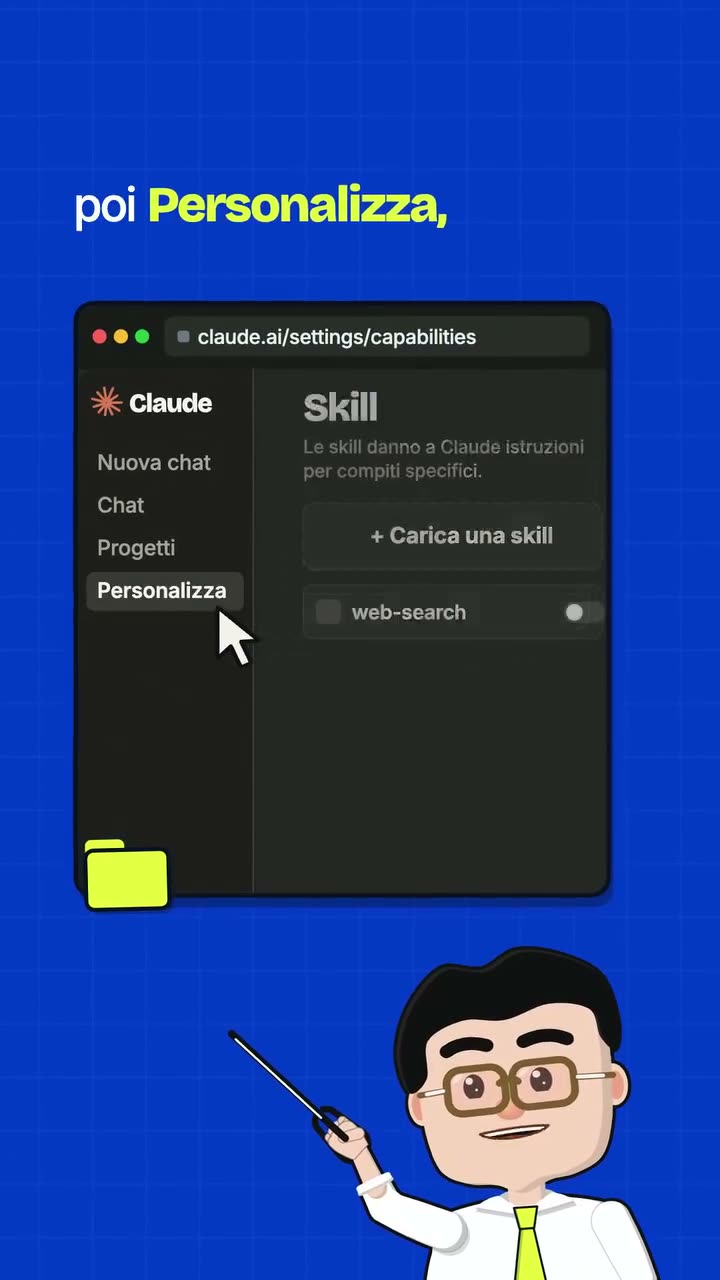 poi Personalizza,
claude.ai/settings/capabilities
Claude
Nuova chat
Chat
Progetti
Personalizza
Skill
Le skill danno a Claude istruzioni
per compiti specifici.
+ Carica una skill
web-search